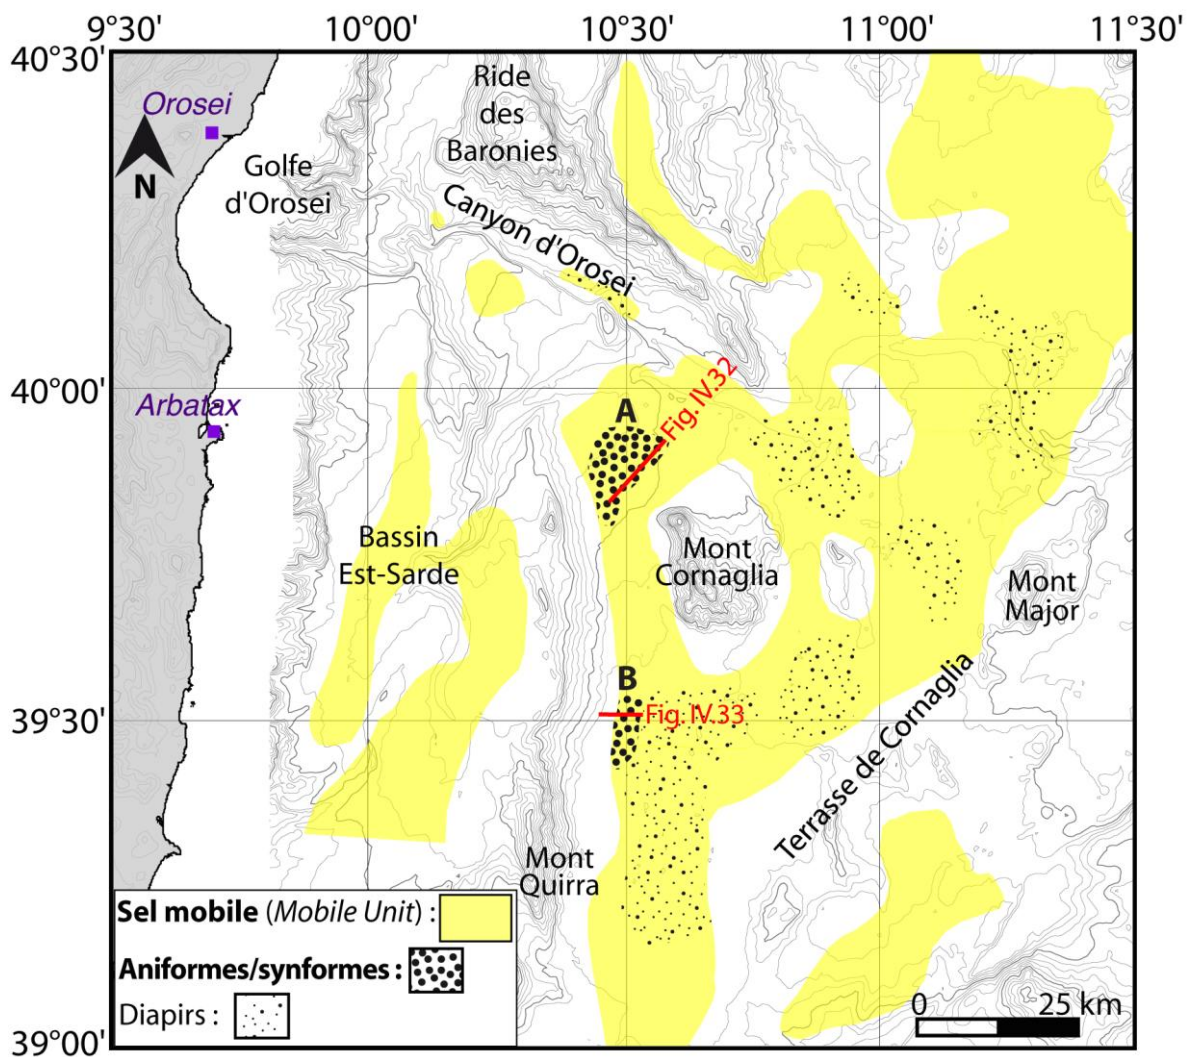 9°30' 10°00' 10°30' 11°00' 11°30'
40°30'
Orosei
N
Golfe
d'Orosei
Ride
des
Baronies
Canyon d'Orosei
40°00'
Arbatax
A
Fig. IV.32
Bassin
Est-Sarde
Mont
Cornaglia
Mont
Major
B
Fig. IV.33
39°30'
Terrasse de Cornaglia
Mont
Quirra
Sel mobile (Mobile Unit) :
Aniformes/synformes :
Diapirs :
0 25 km
39°00'